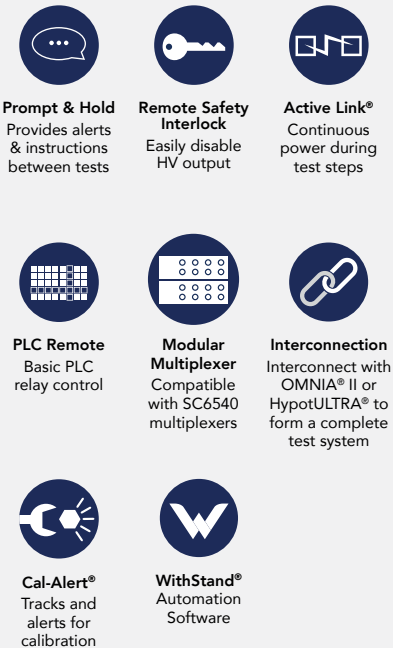 Prompt & Hold
Provides alerts
& instructions
between tests
Remote Safety
Interlock
Easily disable
HV output
Active Link®
Continuous
power during
test steps
PLC Remote
Basic PLC
relay control
Modular
Multiplexer
Compatible
with SC6540
multiplexers
Interconnection
Interconnect with
OMNIA® II or
HypotULTRA® to
form a complete
test system
Cal-Alert®
Tracks and
alerts for
calibration
WithStand®
Automation
Software